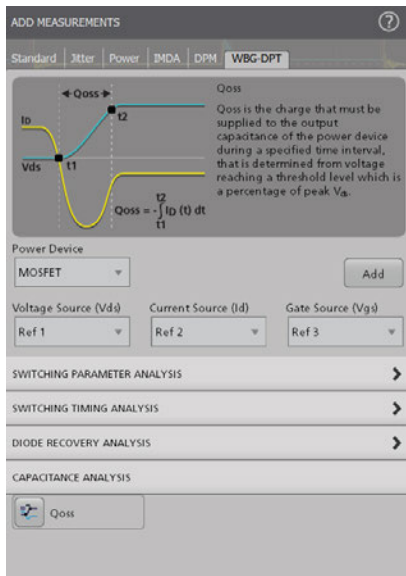 ADD MEASUREMENTS
?
Standard Jitter Power IMDA DPM WBG-DPT
Qoss
ID
t2
Vds
t1
Qoss = -∫ ID (t) dt
t2
t1
Qoss
Qoss is the charge that must be
supplied to the output
capacitance of the power device
during a specified time interval,
that is determined from voltage
reaching a threshold level which is
a percentage of peak Vds.
Power Device
MOSFET
Add
Voltage Source (Vds) Current Source (Id) Gate Source (Vgs)
Ref 1 Ref 2 Ref 3
SWITCHING PARAMETER ANALYSIS
SWITCHING TIMING ANALYSIS
DIODE RECOVERY ANALYSIS
CAPACITANCE ANALYSIS
Qoss